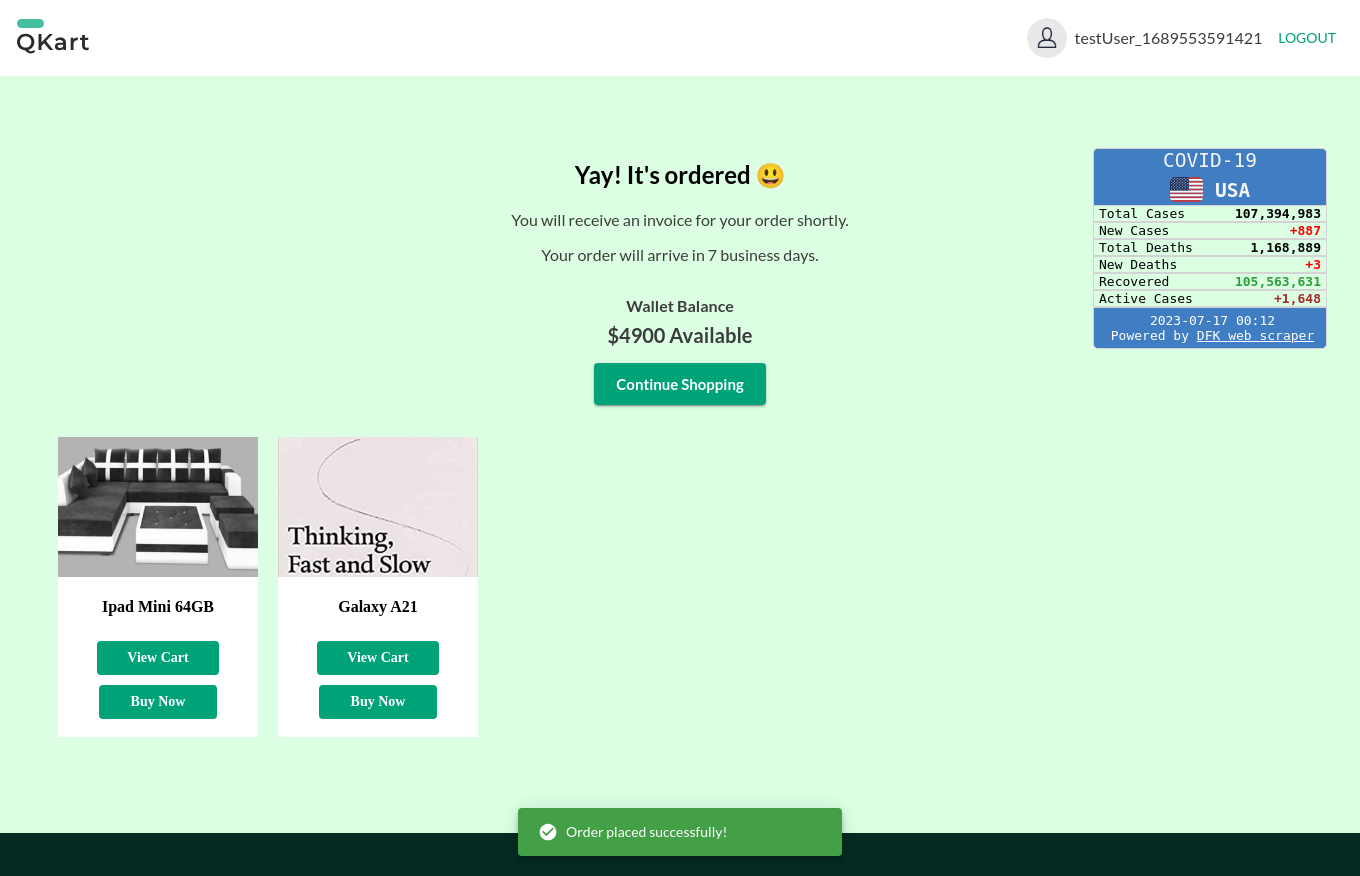 QKart
testUser_1689553591421
LOGOUT
Yay! It's ordered 😃
You will receive an invoice for your order shortly.
Your order will arrive in 7 business days.
Wallet Balance
$4900 Available
Continue Shopping
COVID-19
USA
Total Cases 107,394,983
New Cases +887
Total Deaths 1,168,889
New Deaths +3
Recovered 105,563,631
Active Cases +1,648
2023-07-17 00:12
Powered by DFK web scraper
Thinking,
Fast and Slow
Ipad Mini 64GB
Galaxy A21
View Cart
View Cart
Buy Now
Buy Now
Order placed successfully!